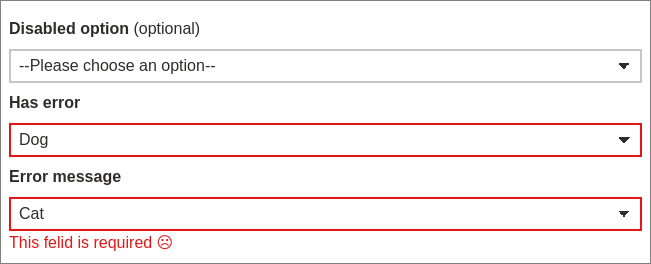 Disabled option (optional)
--Please choose an option--
Has error
Dog
Error message
Cat
This felid is required ☹